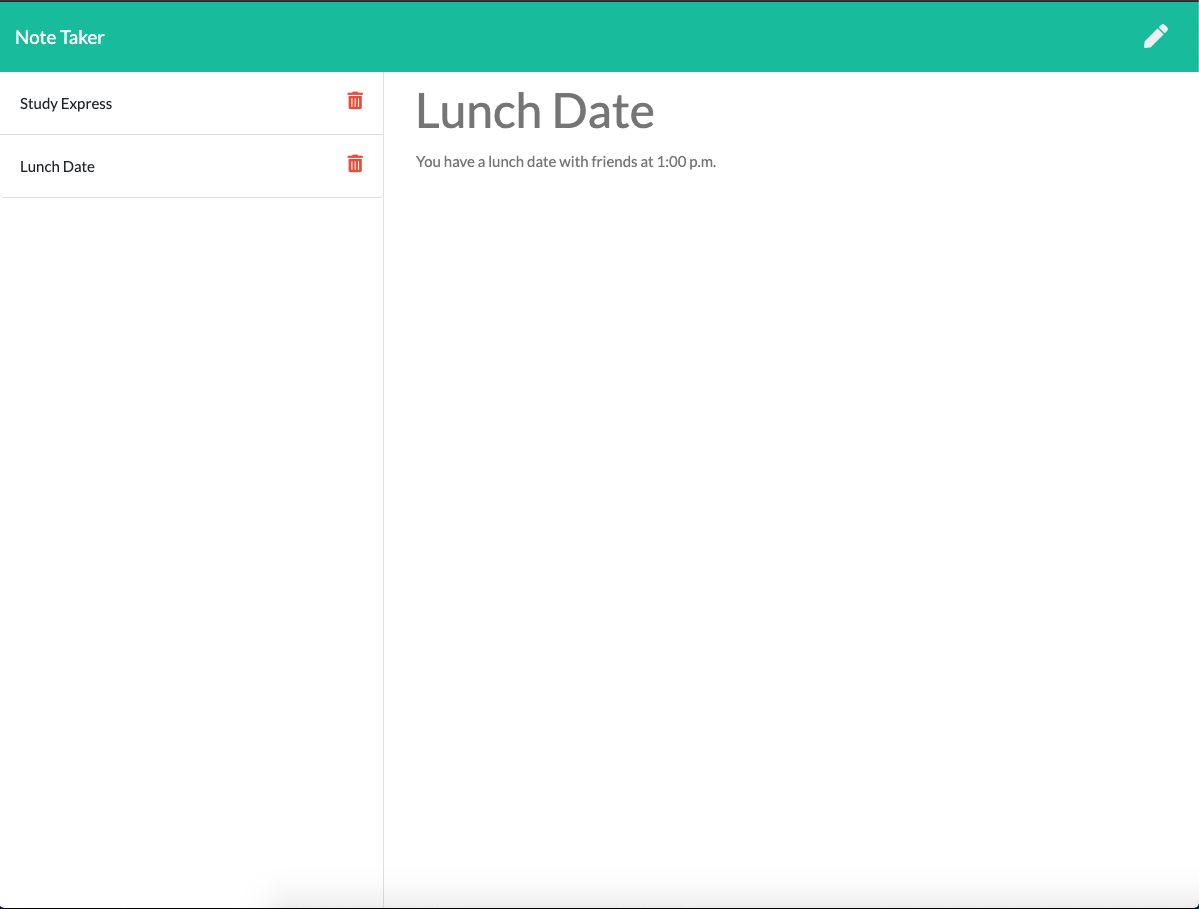 Note Taker
Study Express
Lunch Date
Lunch Date
You have a lunch date with friends at 1:00 p.m.